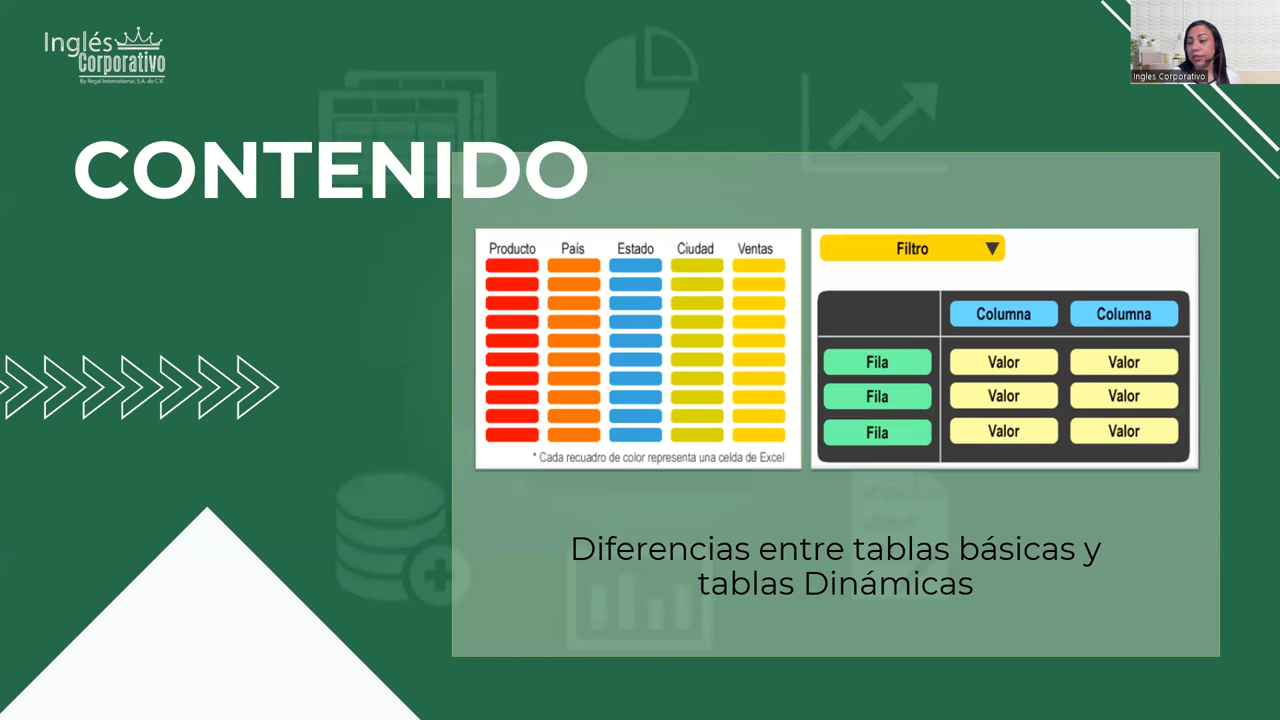 Inglés
Corporativo
By Regal International, S.A. de C.V.
Ingles Corporativo
CONTENIDO
Producto País Estado Ciudad Ventas
* Cada recuadro de color representa una celda de Excel
Filtro
Columna Columna
Fila Valor Valor
Fila Valor Valor
Fila Valor Valor
Diferencias entre tablas básicas y
tablas Dinámicas